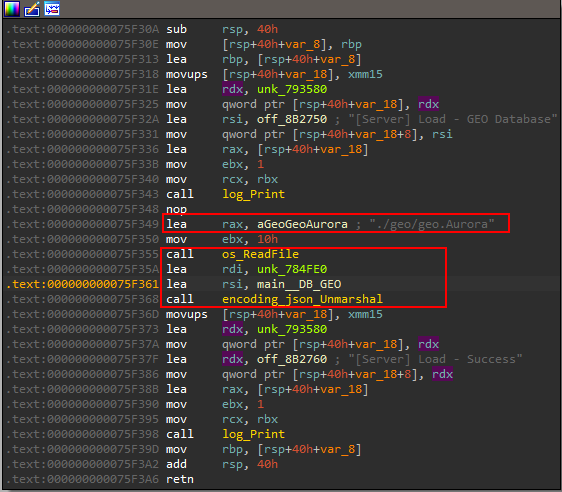 .text:000000000075F30A sub rsp, 40h
.text:000000000075F30E mov [rsp+40h+var_8], rbp
.text:000000000075F313 lea rbp, [rsp+40h+var_8]
.text:000000000075F318 movups [rsp+40h+var_18], xmm15
.text:000000000075F31E lea rdx, unk_793580
.text:000000000075F325 mov qword ptr [rsp+40h+var_18], rdx
.text:000000000075F32A lea rsi, off_8B2750 ; "[Server] Load - GEO Database"
.text:000000000075F331 mov qword ptr [rsp+40h+var_18+8], rsi
.text:000000000075F336 lea rax, [rsp+40h+var_18]
.text:000000000075F33B mov ebx, 1
.text:000000000075F340 mov rcx, rbx
.text:000000000075F343 call log_Print
.text:000000000075F348 nop
.text:000000000075F349 lea rax, aGeoGeoAurora ; "./geo/geo.Aurora"
.text:000000000075F350 mov ebx, 10h
.text:000000000075F355 call os_ReadFile
.text:000000000075F35A lea rdi, unk_784FE0
.text:000000000075F361 lea rsi, main__DB_GEO
.text:000000000075F368 call encoding_json_Unmarshal
.text:000000000075F36D movups [rsp+40h+var_18], xmm15
.text:000000000075F373 lea rdx, unk_793580
.text:000000000075F37A mov qword ptr [rsp+40h+var_18], rdx
.text:000000000075F37F lea rdx, off_8B2760 ; "[Server] Load - Success"
.text:000000000075F386 mov qword ptr [rsp+40h+var_18+8], rdx
.text:000000000075F38B lea rax, [rsp+40h+var_18]
.text:000000000075F390 mov ebx, 1
.text:000000000075F395 mov rcx, rbx
.text:000000000075F398 call log_Print
.text:000000000075F39D mov rbp, [rsp+40h+var_8]
.text:000000000075F3A2 add rsp, 40h
.text:000000000075F3A6 retn